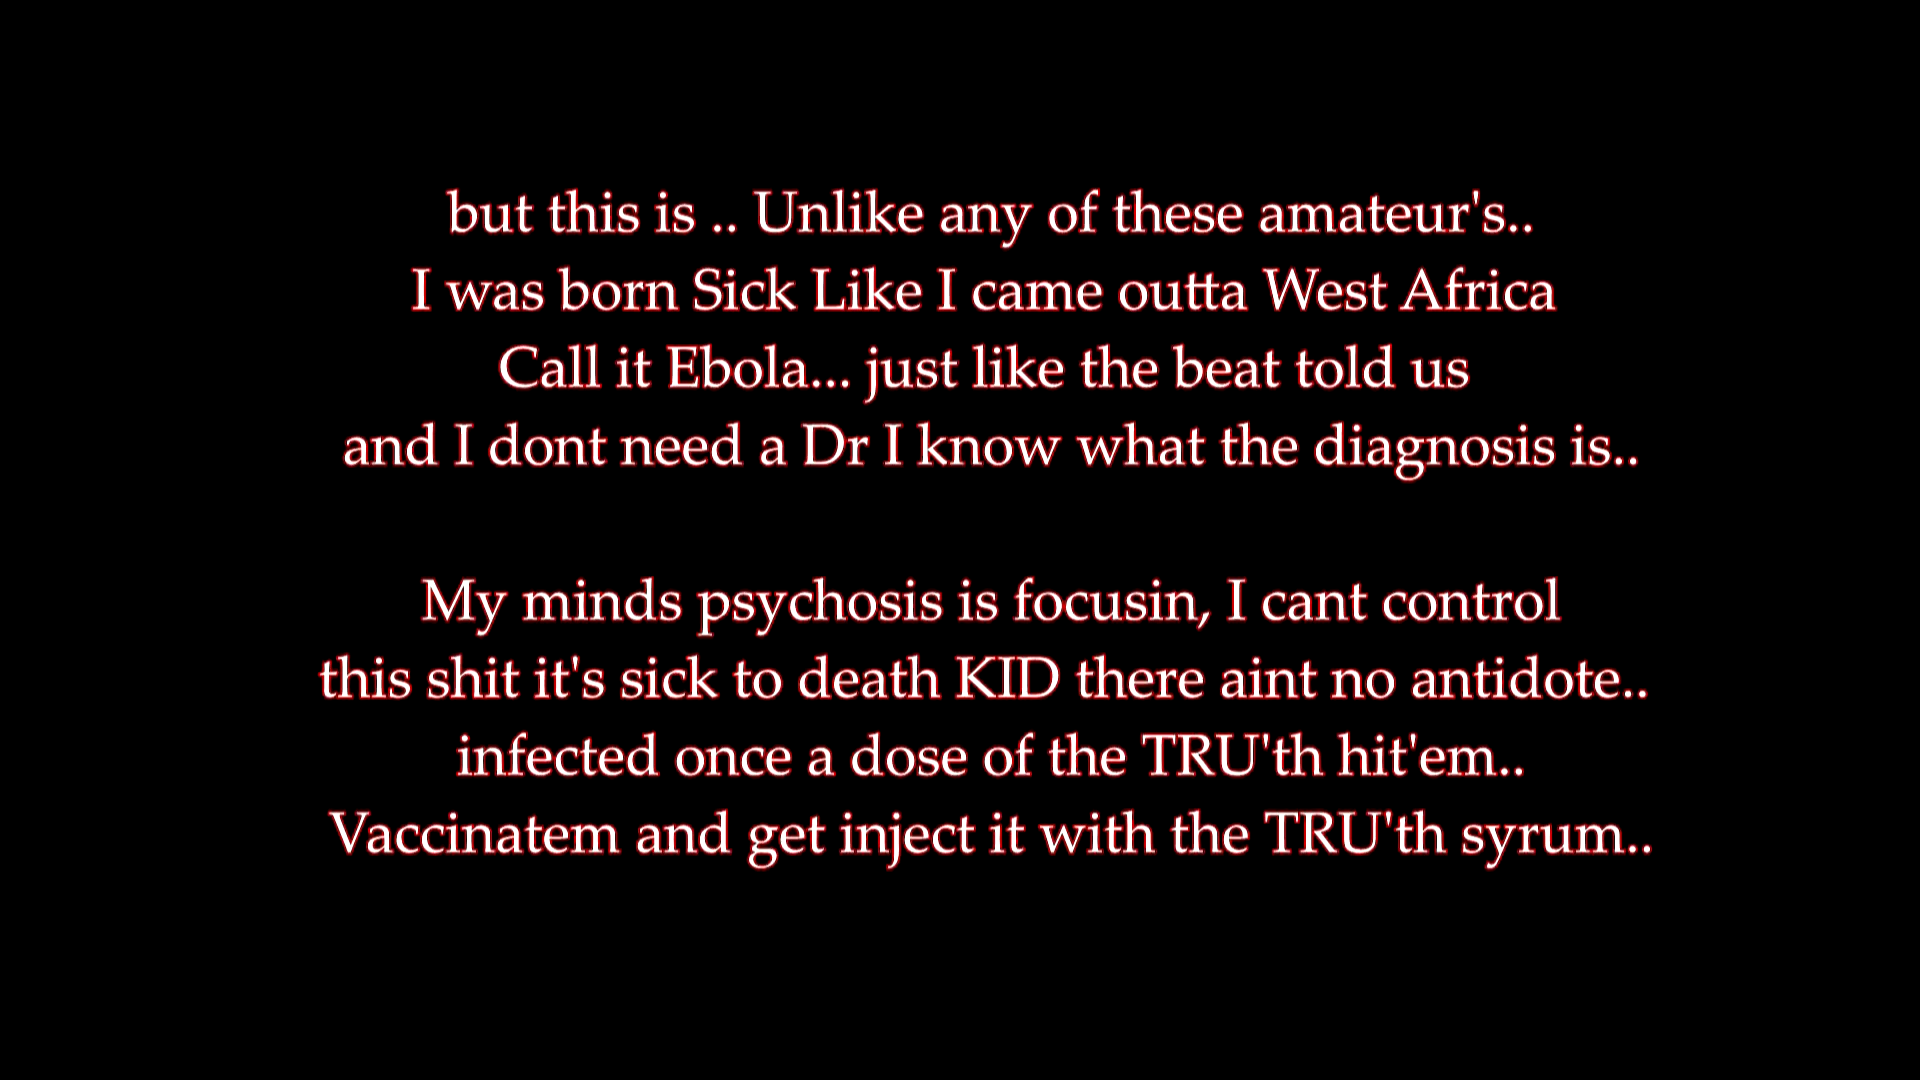 but this is .. Unlike any of these amateur's..
I was born Sick Like I came outta West Africa
Call it Ebola... just like the beat told us
and I dont need a Dr I know what the diagnosis is..
My minds psychosis is focusin, I cant control
this shit it's sick to death KID there aint no antidote..
infected once a dose of the TRU'th hit'em..
Vaccinatem and get inject it with the TRU'th syrum..